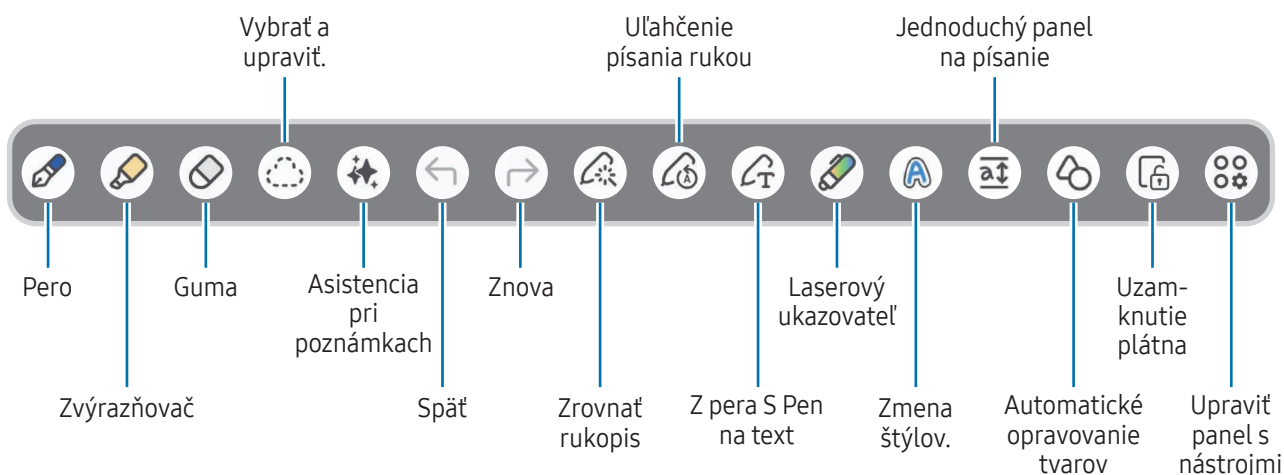 Vybrať a
upraviť.
Uľahčenie
písania rukou
Jednoduchý panel
na písanie
Pero
Guma
Asistencia
pri
poznámkach
Znova
Laserový
ukazovateľ
Uzam-
knutie
plátna
Zvýrazňovač
Späť
Zrovnať
rukopis
Z pera S Pen
na text
Zmena
štýlov.
Automatické
opravovanie
tvarov
Upraviť
panel s
nástrojmi